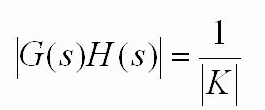 |G(s)H(s)| = 1/|K|